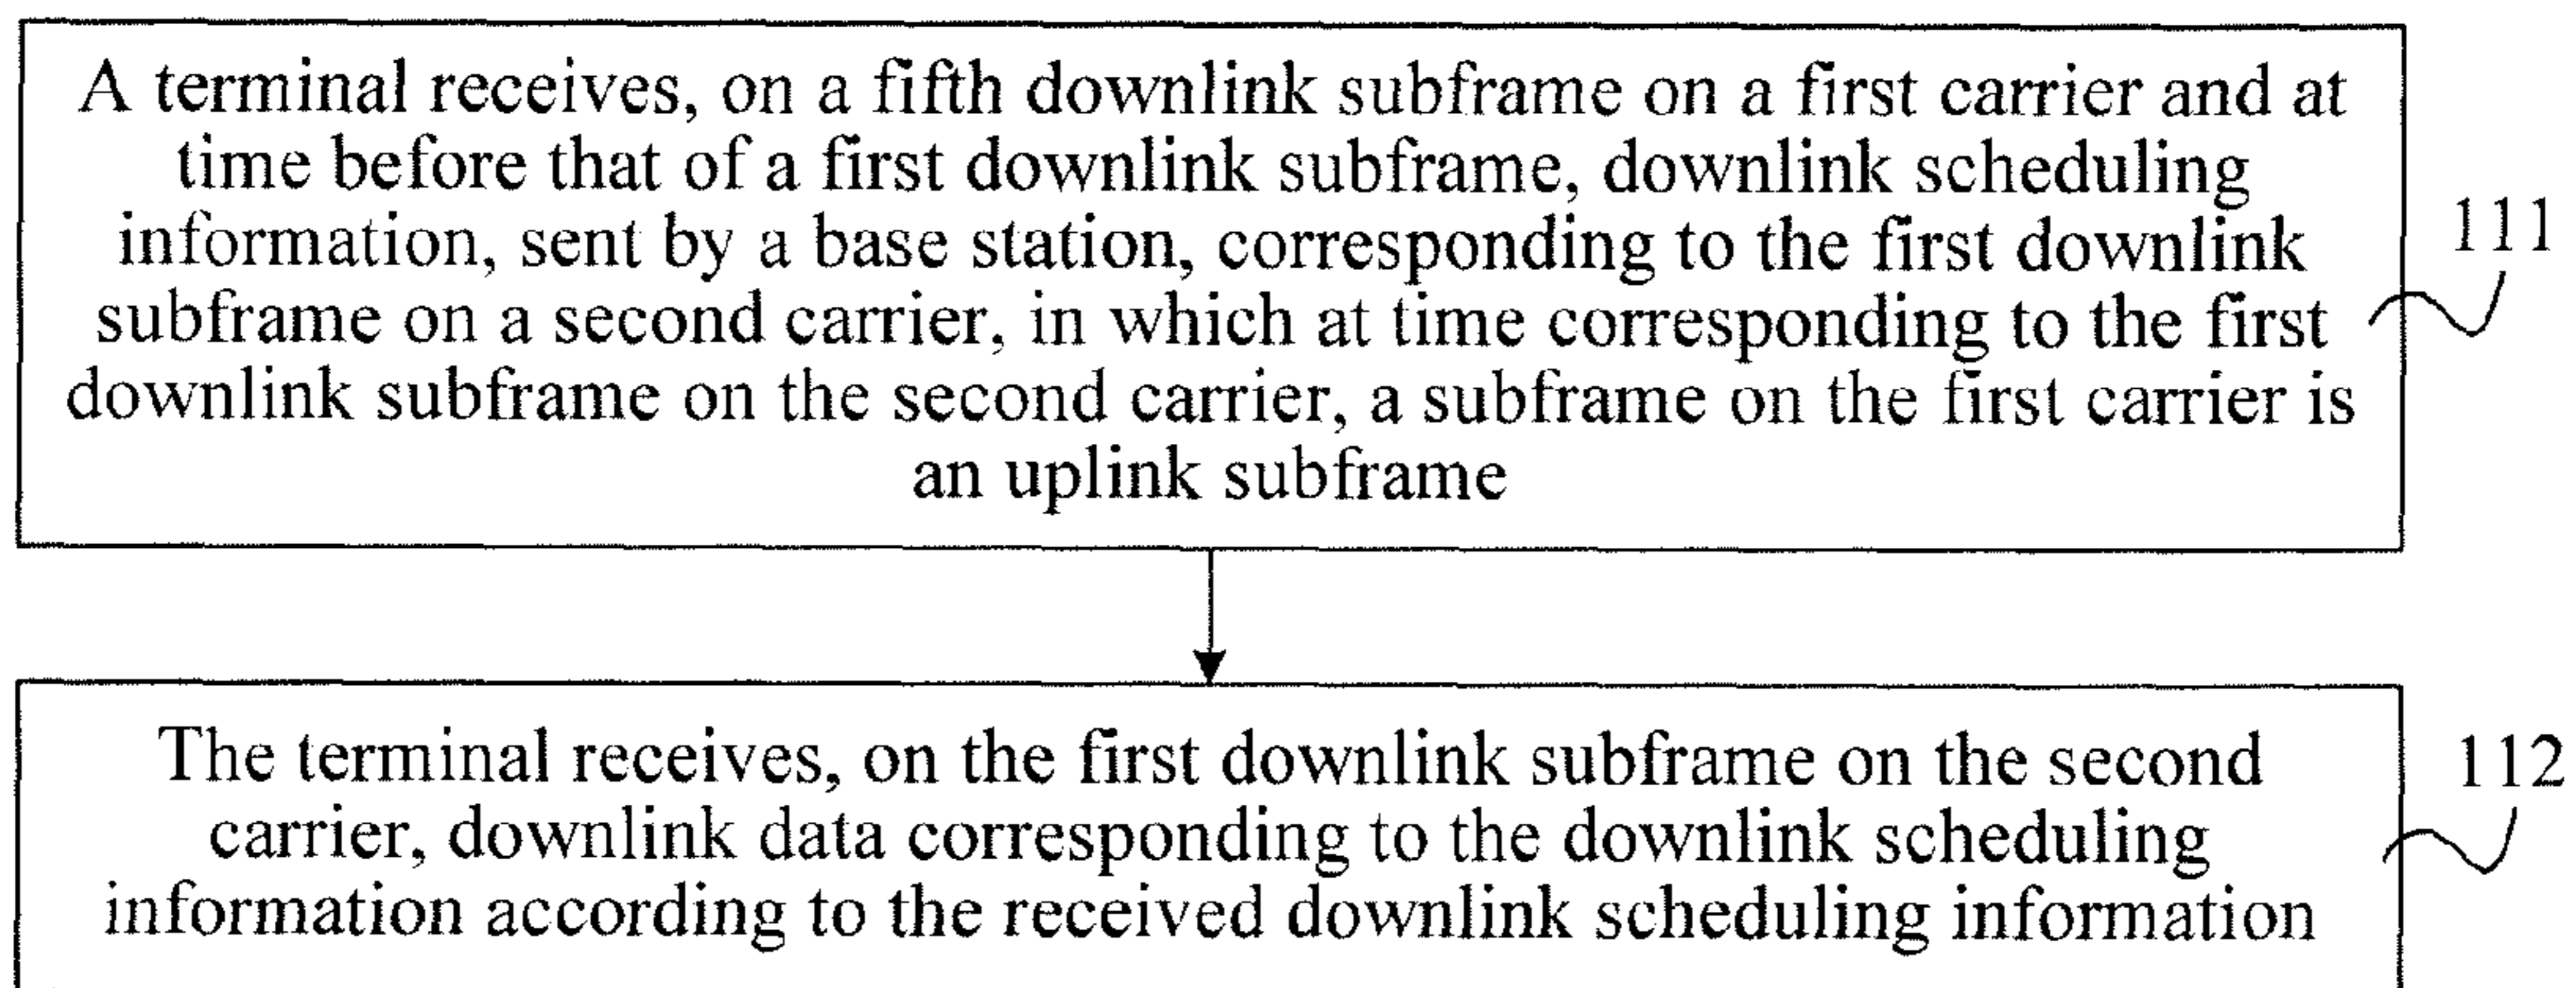 A terminal receives, on a fifth downlink subframe on a first carrier and at
time before that of a first downlink subframe, downlink scheduling
information, sent by a base station, corresponding to the first downlink
subframe on a second carrier, in which at time corresponding to the first
downlink subframe on the second carrier, a subframe on the first carrier is
an uplink subframe
111
The terminal receives, on the first downlink subframe on the second
carrier, downlink data corresponding to the downlink scheduling
information according to the received downlink scheduling information
112